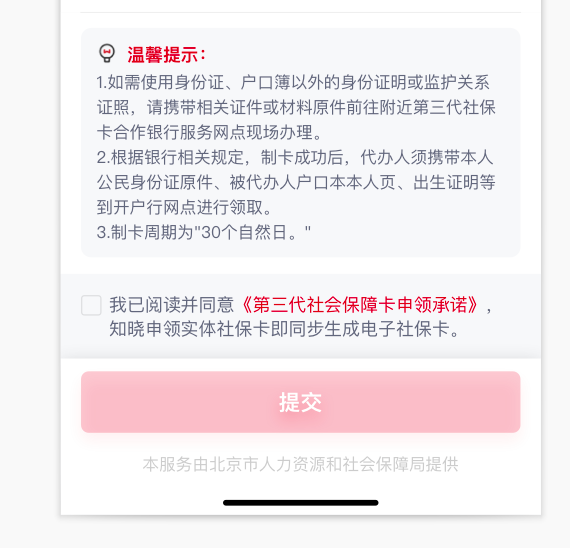 温馨提示：
1.如需使用身份证、户口簿以外的身份证明或监护关系
证照，请携带相关证件或材料原件前往附近第三代社保
卡合作银行服务网点现场办理。
2.根据银行相关规定，制卡成功后，代办人须携带本人
公民身份证原件、被代办人户口本本人页、出生证明等
到开户行网点进行领取。
3.制卡周期为"30个自然日。"
我已阅读并同意《第三代社会保障卡申领承诺》，
知晓申领实体社保卡即同步生成电子社保卡。
提交
本服务由北京市人力资源和社会保障局提供